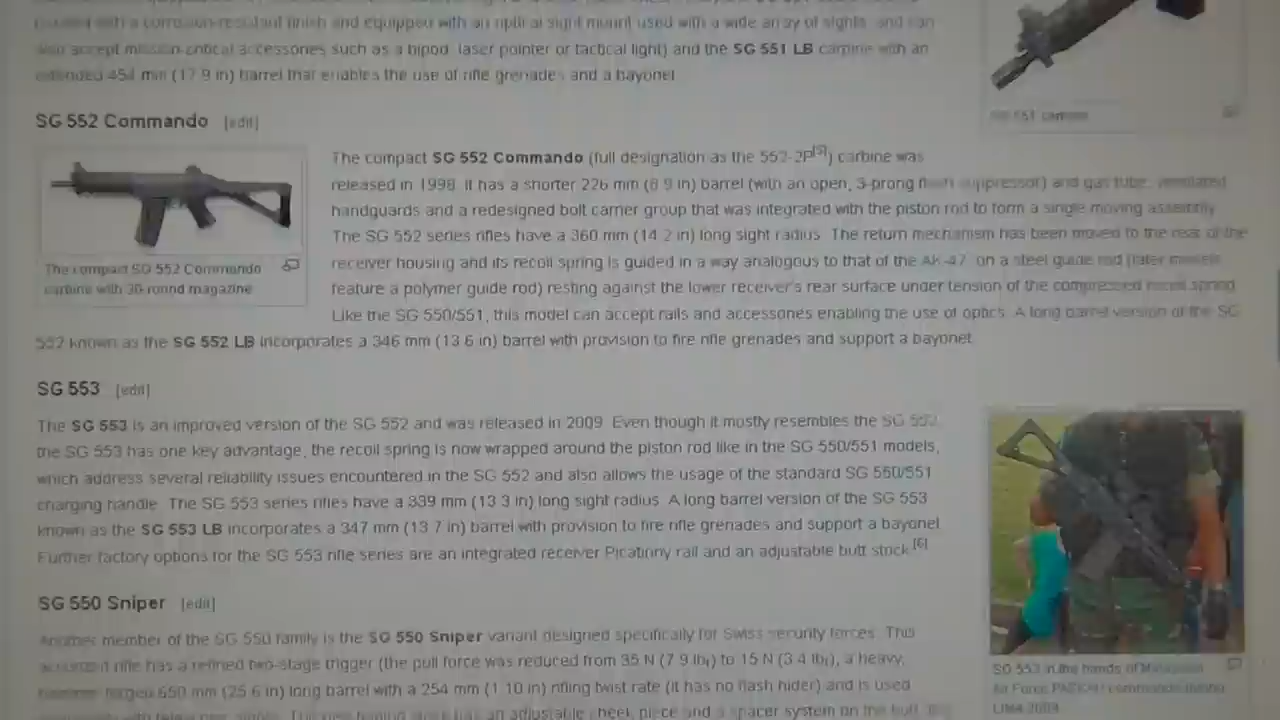 coated with a corrosion-resistant finish and equipped with an optical sight mount used with a wide array of sights, and can
also accept mission-critical accessories such as a bipod, laser pointer or tactical light) and the SG 551 LB carbine with an
extended 454 mm (17.9 in) barrel that enables the use of rifle grenades and a bayonet.
SG 551 carbine
SG 552 Commando [edit]
The compact SG 552 Commando carbine with 30-round magazine
The compact SG 552 Commando (full designation as the 552-2P[5]) carbine was
released in 1998. It has a shorter 226 mm (8.9 in) barrel (with an open, 3-prong flash suppressor) and gas tube, ventilated
handguards and a redesigned bolt carrier group that was integrated with the piston rod to form a single moving assembly.
The SG 552 series rifles have a 360 mm (14.2 in) long sight radius. The return mechanism has been moved to the rear of the
receiver housing and its recoil spring is guided in a way analogous to that of the AK-47, on a steel guide rod (later models
feature a polymer guide rod) resting against the lower receiver's rear surface under tension of the compressed recoil spring.
Like the SG 550/551, this model can accept rails and accessories enabling the use of optics. A long barrel version of the SG
552 known as the SG 552 LB incorporates a 346 mm (13.6 in) barrel with provision to fire rifle grenades and support a bayonet.
SG 553 [edit]
The SG 553 is an improved version of the SG 552 and was released in 2009. Even though it mostly resembles the SG 552,
the SG 553 has one key advantage, the recoil spring is now wrapped around the piston rod like in the SG 550/551 models,
which address several reliability issues encountered in the SG 552 and also allows the usage of the standard SG 550/551
charging handle. The SG 553 series rifles have a 339 mm (13.3 in) long sight radius. A long barrel version of the SG 553
known as the SG 553 LB incorporates a 347 mm (13.7 in) barrel with provision to fire rifle grenades and support a bayonet.
Further factory options for the SG 553 rifle series are an integrated receiver Picatinny rail and an adjustable butt stock.[6]
SG 553 in the hands of Malaysian
Air Force PASKAU commando during
LIMA 2009
SG 550 Sniper [edit]
Another member of the SG 550 family is the SG 550 Sniper variant designed specifically for Swiss security forces. This
accurized rifle has a refined two-stage trigger (the pull force was reduced from 35 N (7.9 lbf) to 15 N (3.4 lbf), a heavy,
hammer-forged 650 mm (25.6 in) long barrel with a 254 mm (1:10 in) rifling twist rate (it has no flash hider) and is used